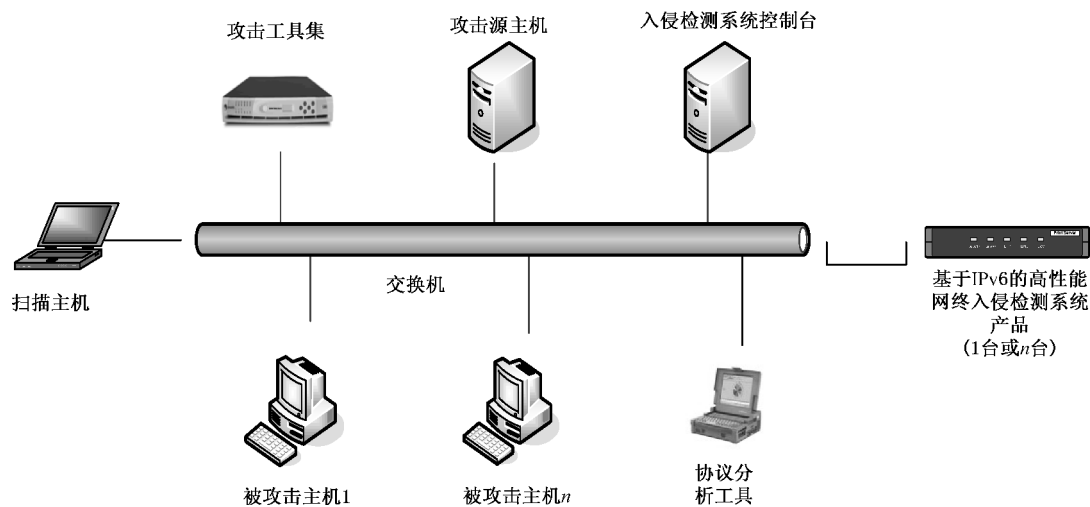 攻击工具集
攻击源主机
入侵检测系统控制台
扫描主机
交换机
基于IPv6的高性能
网终入侵检测系统
产品
(1台或n台)
被攻击主机1
被攻击主机n
协议分
析工具